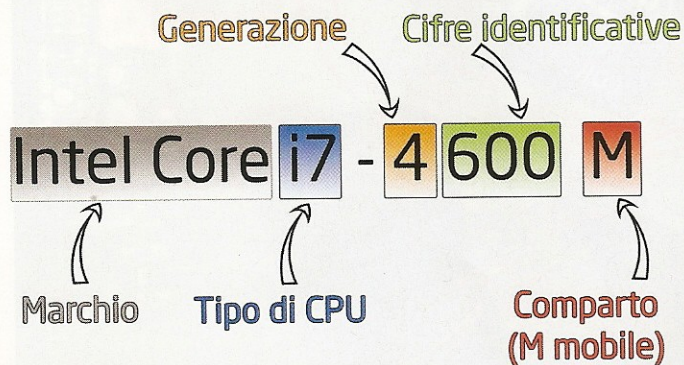 Generazione Cifre identificative
Intel Core i7 - 4 600 M
Marchio Tipo di CPU Comparto
(M mobile)